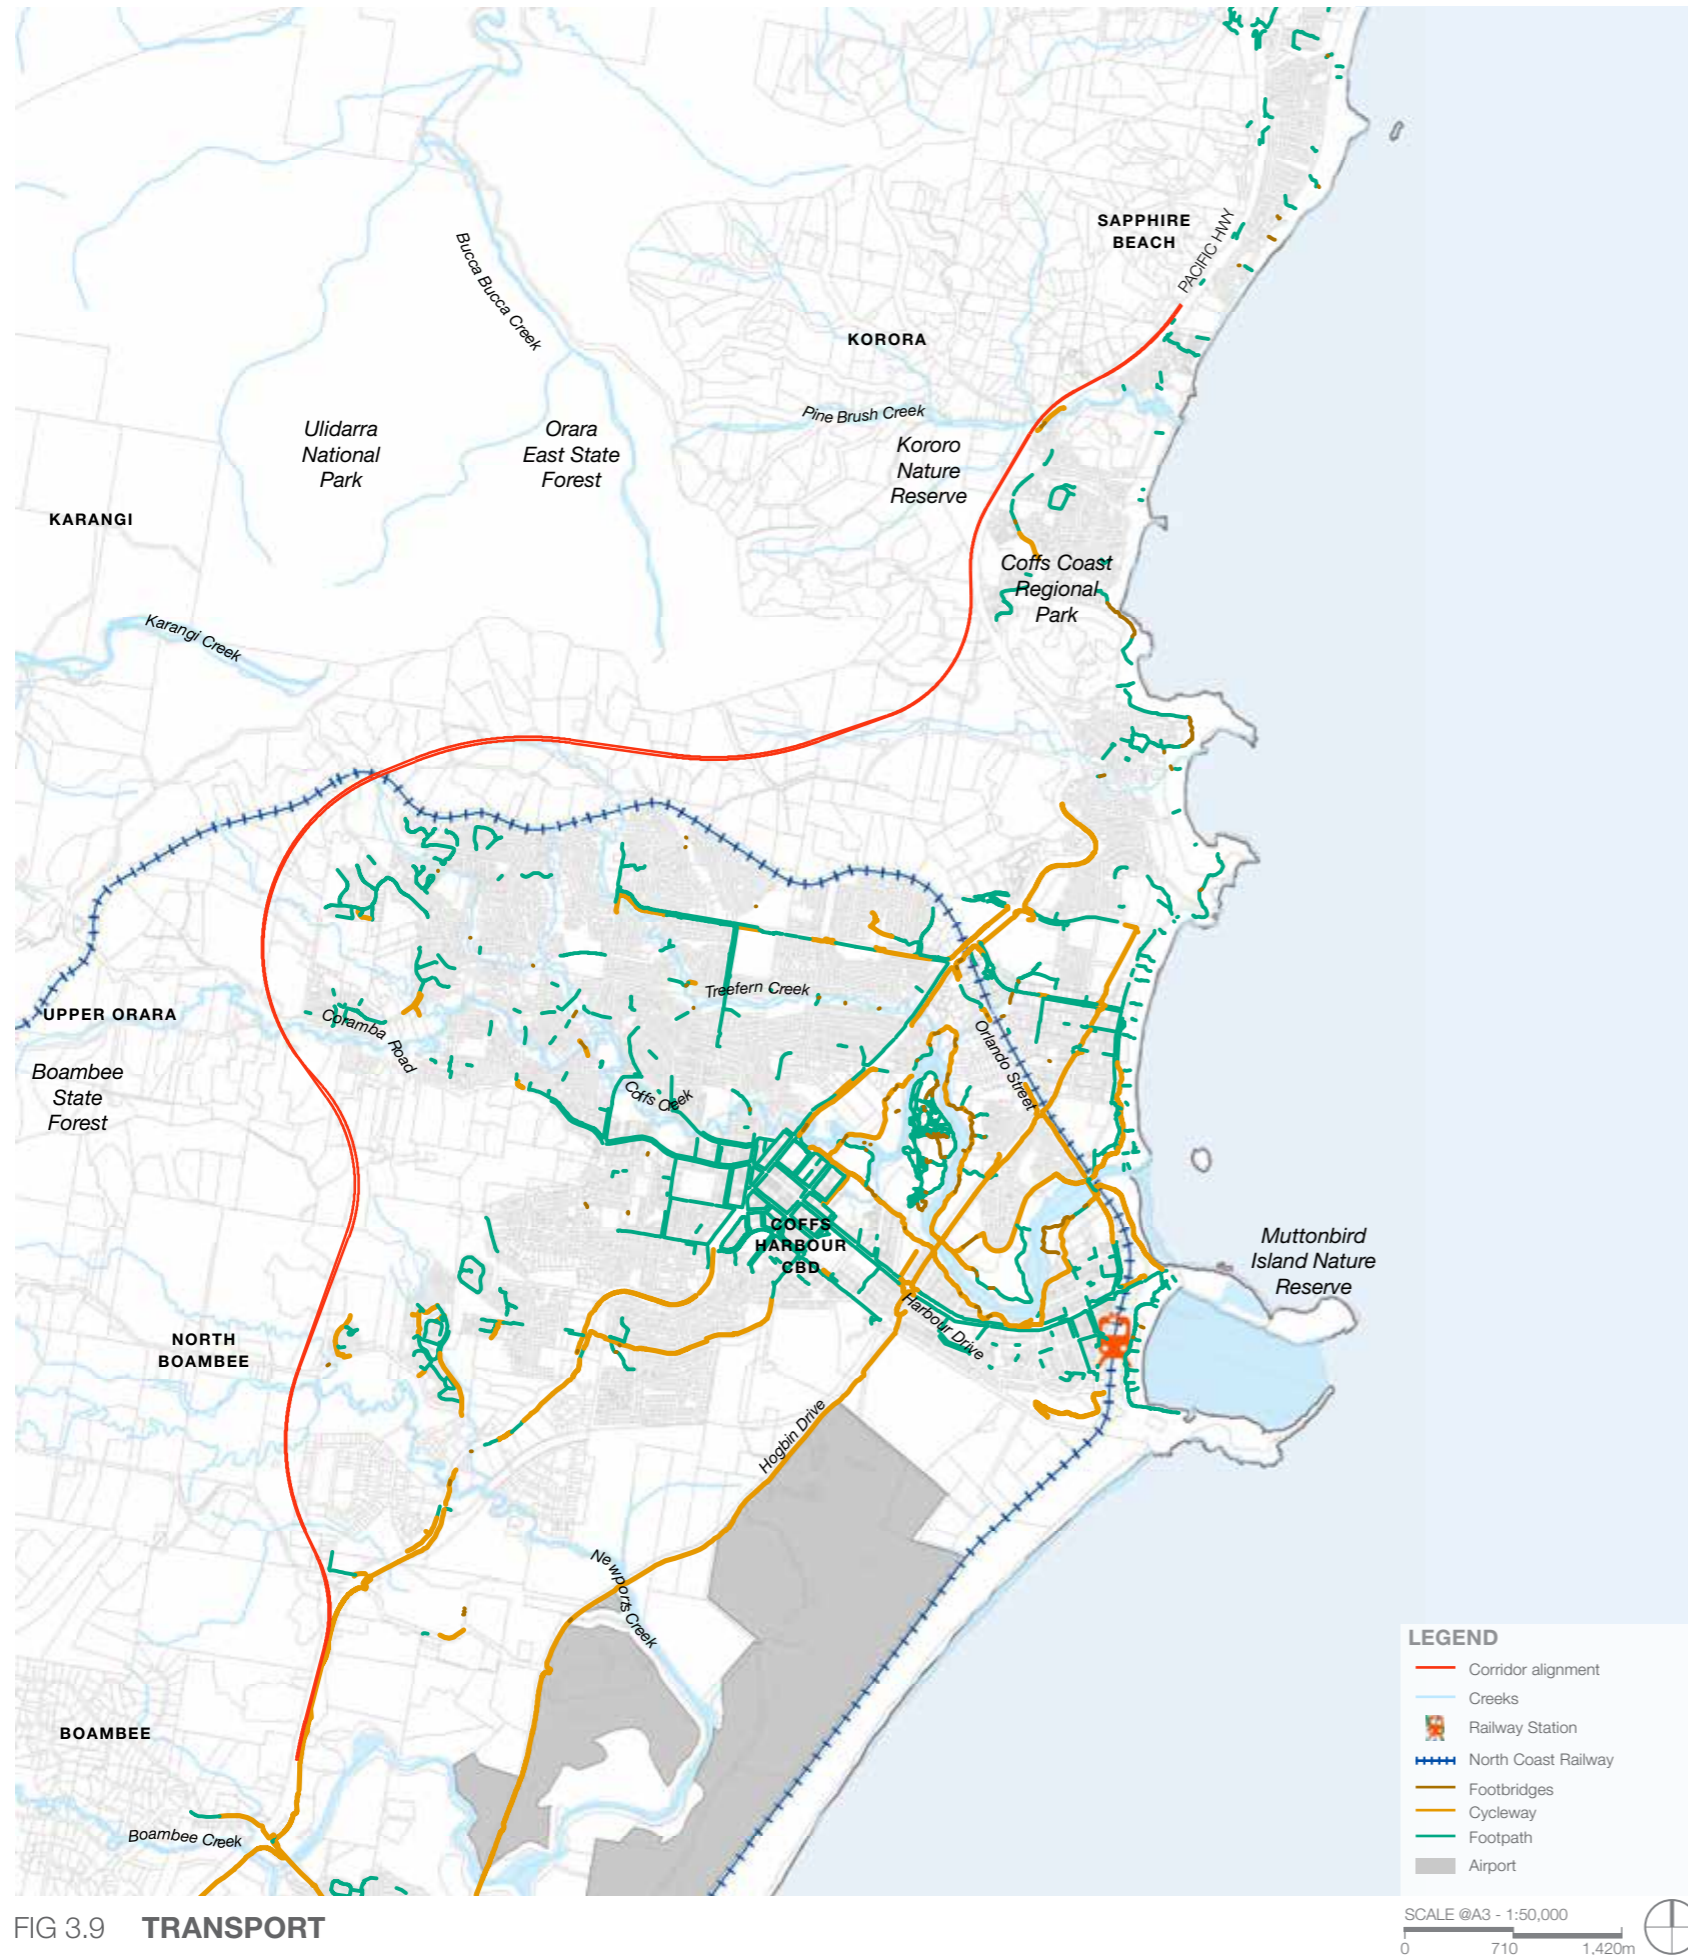 SAPPHIRE
BEACH
PACIFIC HWY
Bucca Bucca Creek
KORORA
Pine Brush Creek
Ulidarra
National
Park
Orara
East State
Forest
Kororo
Nature
Reserve
KARANGI
Coffs Coast
Regional
Park
Karangi Creek
Treefern Creek
UPPER ORARA
Coramba Road
Orlando Street
Boambee
State
Forest
Coffs Creek
COFFS
HARBOUR
CBD
Muttonbird
Island Nature
Reserve
Harbour Drive
NORTH
BOAMBEE
Hogbin Drive
Newports Creek
BOAMBEE
Boambee Creek
LEGEND
Corridor alignment
Creeks
Railway Station
North Coast Railway
Footbridges
Cycleway
Footpath
Airport
FIG 3.9 TRANSPORT
SCALE @A3 - 1:50,000
0 710 1,420m